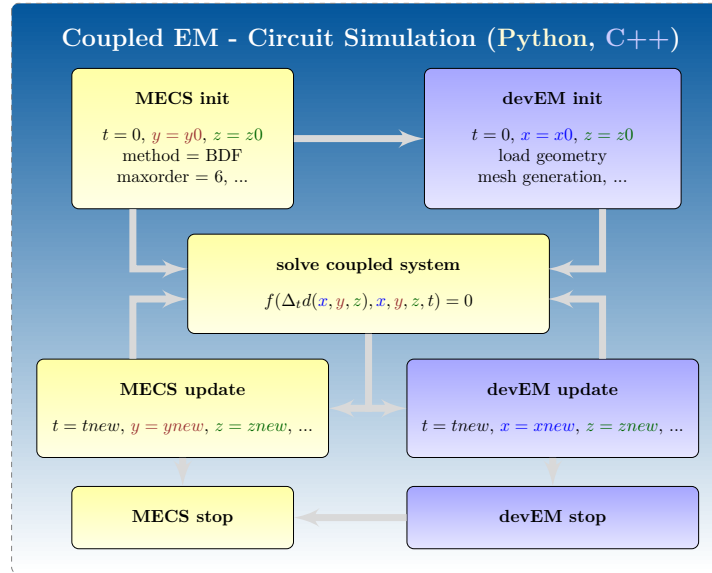 Coupled EM - Circuit Simulation (Python, C++)
MECS init
t = 0, y = y0, z = z0
method = BDF
maxorder = 6, ...
devEM init
t = 0, x = x0, z = z0
load geometry
mesh generation, ...
solve coupled system
f(Δ_t d(x, y, z), x, y, z, t) = 0
MECS update
t = tnew, y = ynew, z = znew, ...
devEM update
t = tnew, x = xnew, z = znew, ...
MECS stop
devEM stop